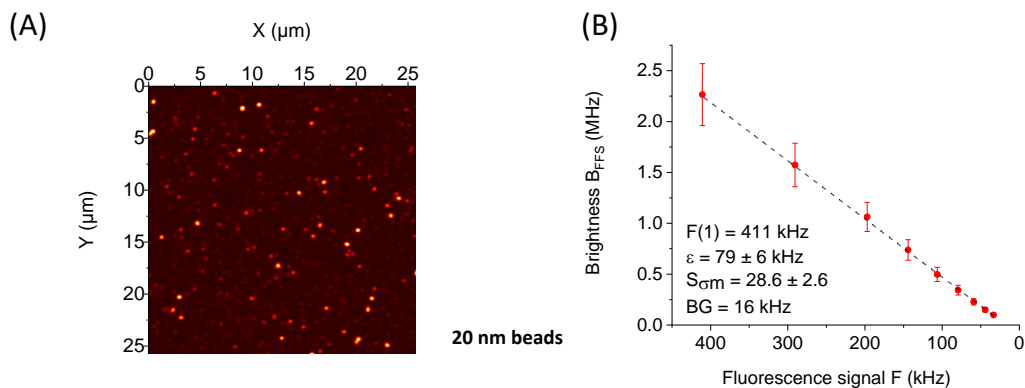 (A)
X (µm)
0 5 10 15 20 25
Y (µm)
0
5
10
15
20
25
20 nm beads
(B)
Brightness B_FFS (MHz)
2.5
2.0
1.5
1.0
0.5
0.0
F(1) = 411 kHz
ε = 79 ± 6 kHz
S_σm = 28.6 ± 2.6
BG = 16 kHz
400 300 200 100 0
Fluorescence signal F (kHz)